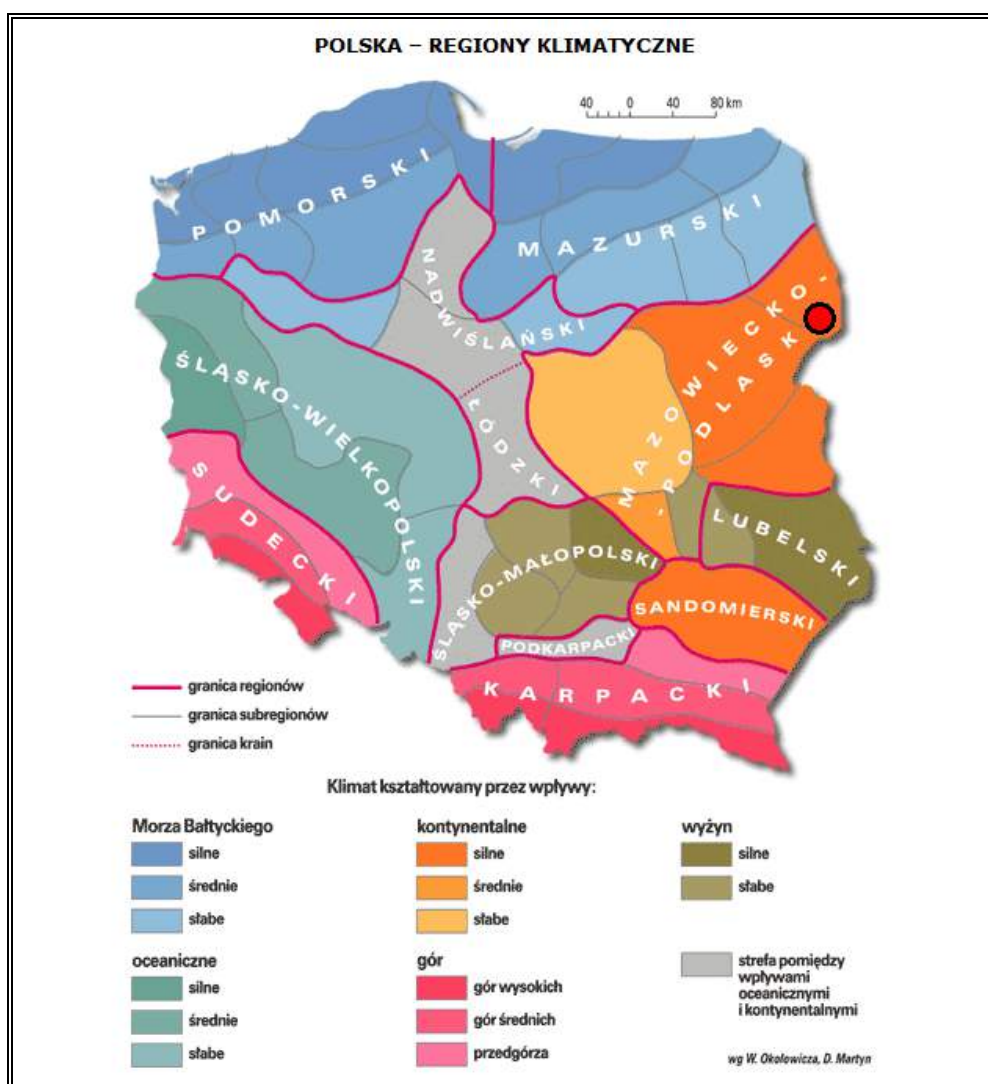 POLSKA – REGIONY KLIMATYCZNE
40 0 40 80 km
POMORSKI
MAZURSKI
NADWIŚLAŃSKI
MAZOWIECKO-
-PODLASK
ŚLĄSKO-WIELKOPOLSKI
ŁÓDZKI
SUDECKI
LUBELSKI
ŚLĄSKO-MAŁOPOLSKI
SANDOMIERSKI
PODKARPACKI
KARPACKI
granica regionów
granica subregionów
granica krain
Klimat kształtowany przez wpływy:
Morza Bałtyckiego
silne
średnie
słabe
kontynentalne
silne
średnie
słabe
wyżyn
silne
słabe
oceaniczne
silne
średnie
słabe
gór
gór wysokich
gór średnich
przedgórza
strefa pomiędzy
wpływami
oceanicznymi
i kontynentalnymi
wg W. Okołowicza, D. Martyn